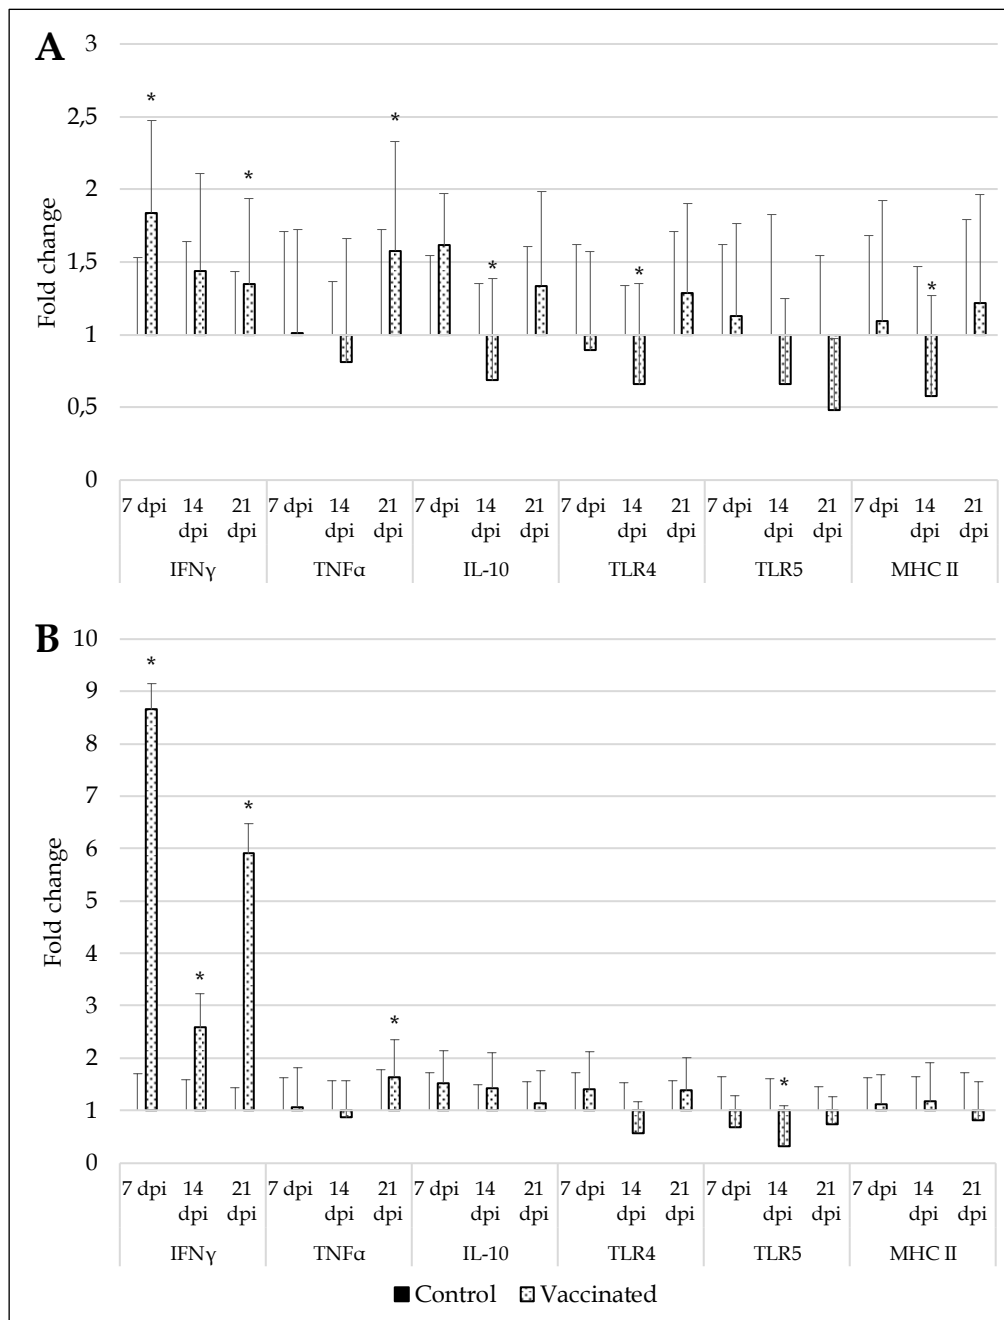 A
3
2,5
2
1,5
1
0,5
0
Fold change
* * * * * * *
7 dpi 14 dpi 21 dpi 7 dpi 14 dpi 21 dpi 7 dpi 14 dpi 21 dpi 7 dpi 14 dpi 21 dpi 7 dpi 14 dpi 21 dpi 7 dpi 14 dpi 21 dpi
IFNγ TNFα IL-10 TLR4 TLR5 MHC II
B
10
9
8
7
6
5
4
3
2
1
0
Fold change
* * * * *
7 dpi 14 dpi 21 dpi 7 dpi 14 dpi 21 dpi 7 dpi 14 dpi 21 dpi 7 dpi 14 dpi 21 dpi 7 dpi 14 dpi 21 dpi 7 dpi 14 dpi 21 dpi
IFNγ TNFα IL-10 TLR4 TLR5 MHC II
Control Vaccinated